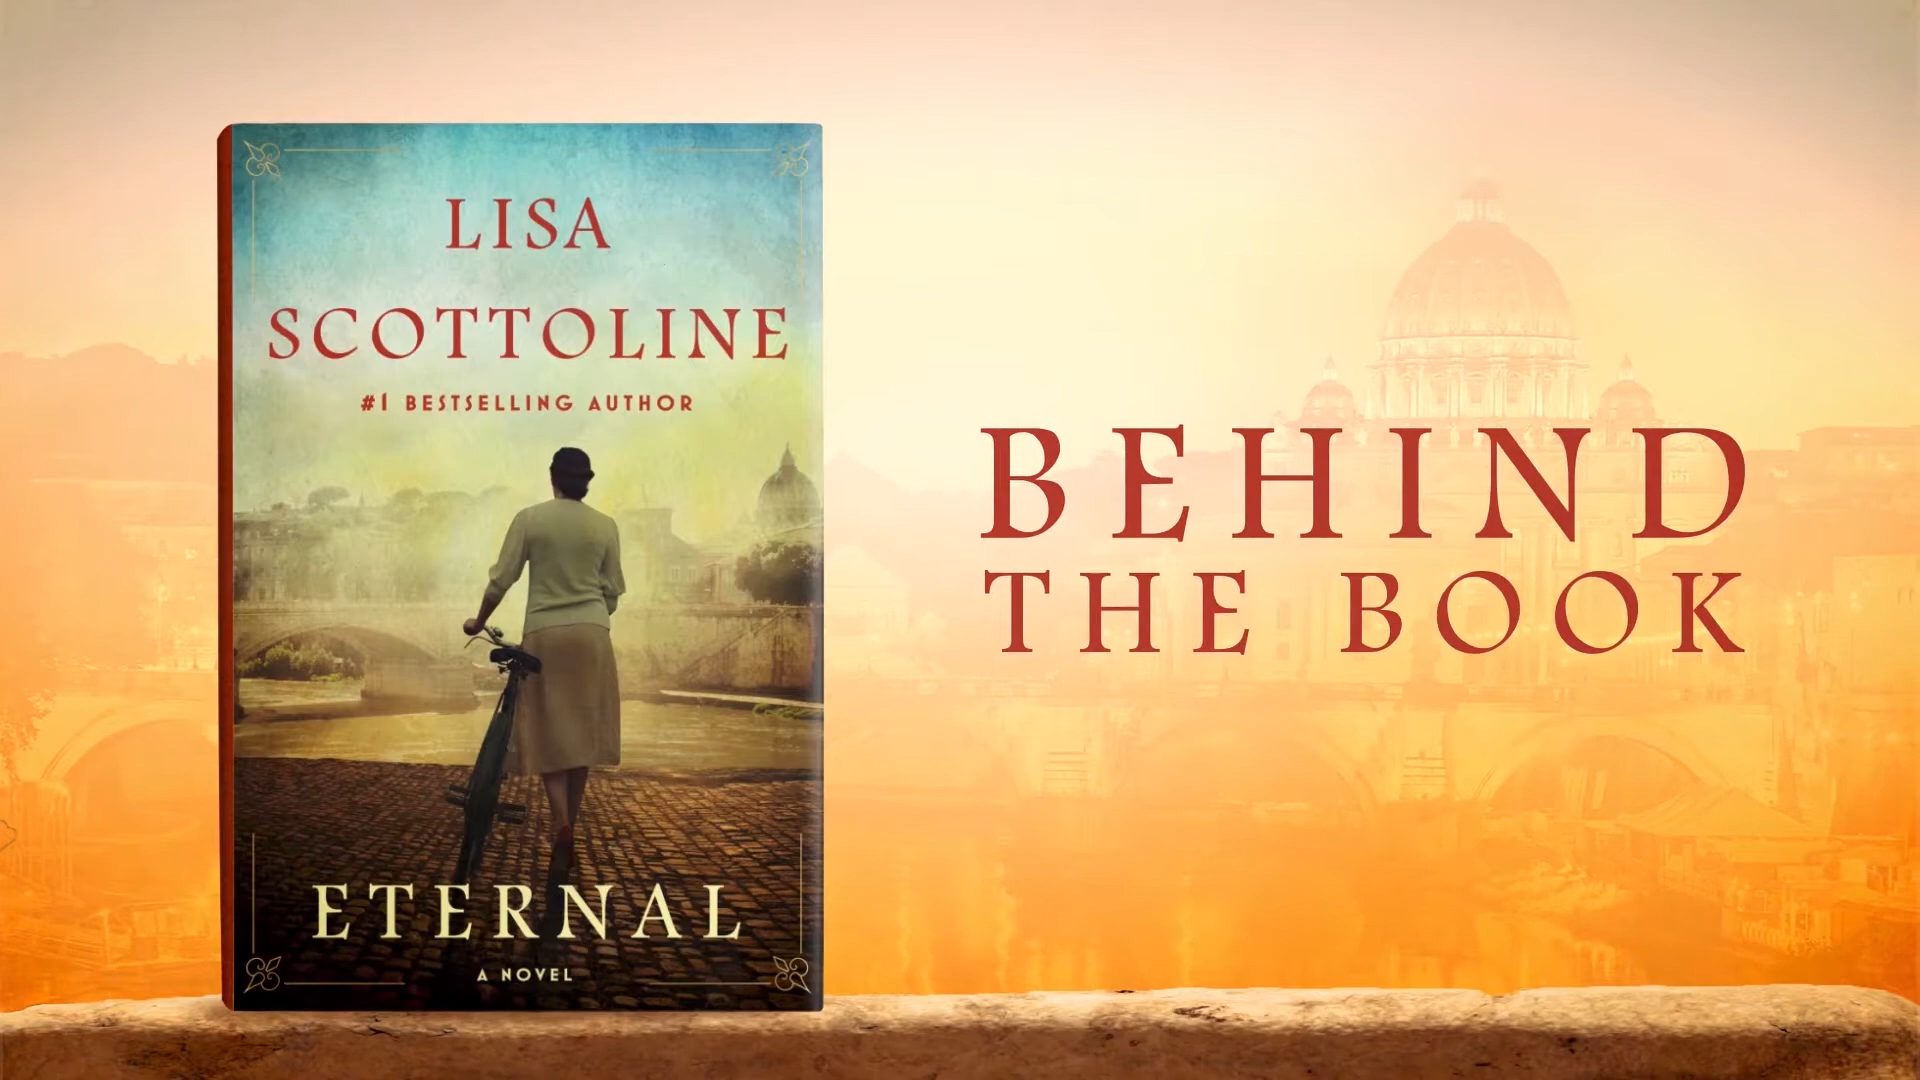 LISA
SCOTTOLINE
#1 BESTSELLING AUTHOR
ETERNAL
A NOVEL
BEHIND
THE BOOK